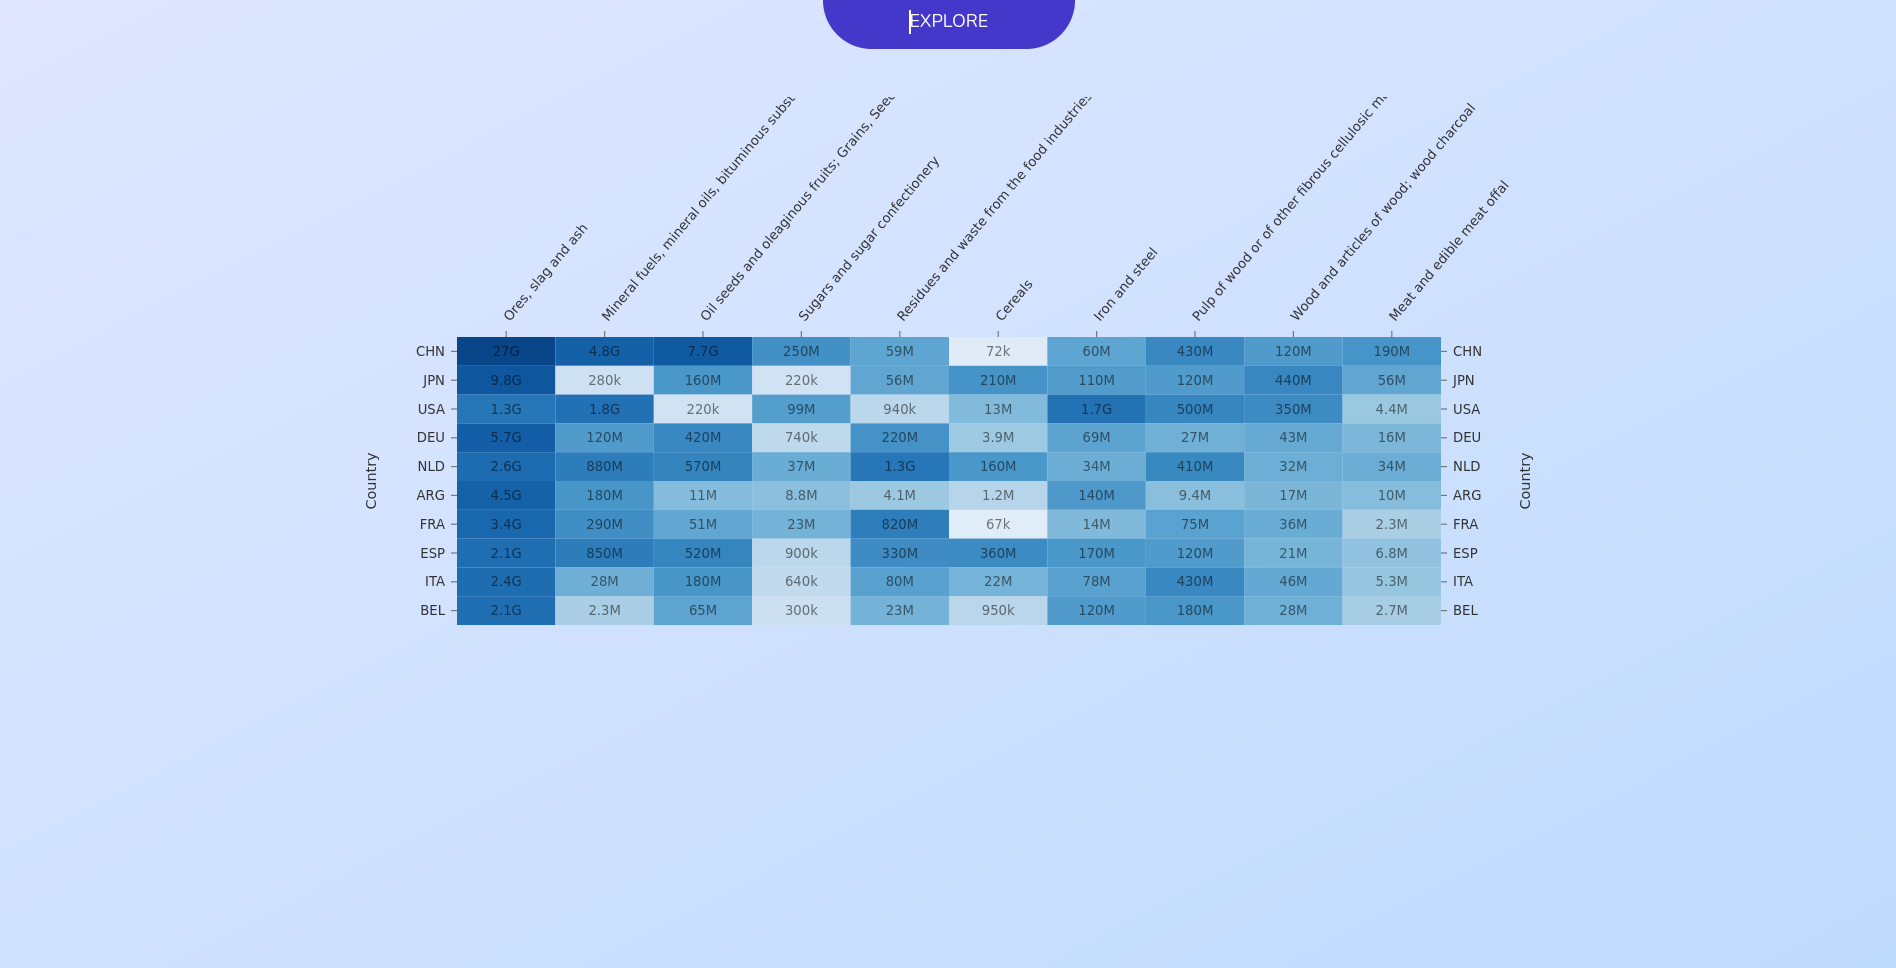 EXPLORE
Ores, slag and ash
Mineral fuels, mineral oils, bituminous subst
Oil seeds and oleaginous fruits; Grains, Seed
Sugars and sugar confectionery
Residues and waste from the food industries
Cereals
Iron and steel
Pulp of wood or of other fibrous cellulosic
Wood and articles of wood; wood charcoal
Meat and edible meat offal
CHN 27G 4.8G 7.7G 250M 59M 72k 60M 430M 120M 190M CHN
JPN 9.8G 280k 160M 220k 56M 210M 110M 120M 440M 56M JPN
USA 1.3G 1.8G 220k 99M 940k 13M 1.7G 500M 350M 4.4M USA
DEU 5.7G 120M 420M 740k 220M 3.9M 69M 27M 43M 16M DEU
NLD 2.6G 880M 570M 37M 1.3G 160M 34M 410M 32M 34M NLD
ARG 4.5G 180M 11M 8.8M 4.1M 1.2M 140M 9.4M 17M 10M ARG
FRA 3.4G 290M 51M 23M 820M 67k 14M 75M 36M 2.3M FRA
ESP 2.1G 850M 520M 900k 330M 360M 170M 120M 21M 6.8M ESP
ITA 2.4G 28M 180M 640k 80M 22M 78M 430M 46M 5.3M ITA
BEL 2.1G 2.3M 65M 300k 23M 950k 120M 180M 28M 2.7M BEL
Country
Country